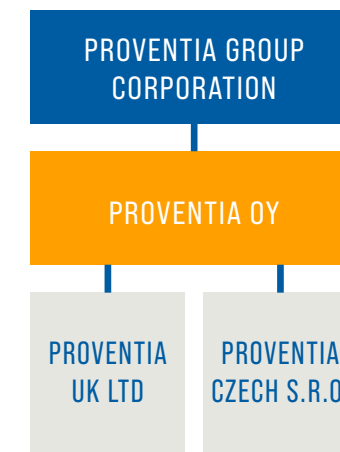 PROVENTIA GROUP
CORPORATION
PROVENTIA OY
PROVENTIA
UK LTD
PROVENTIA
CZECH S.R.O